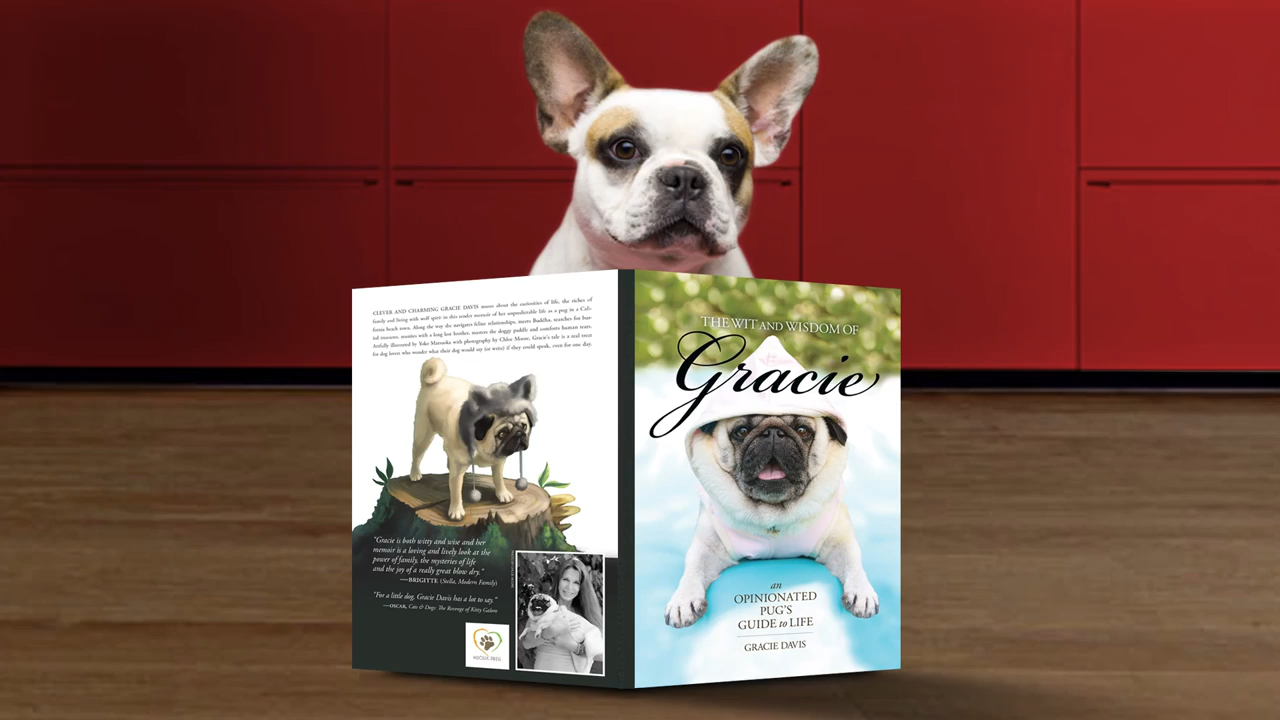 CLEVER AND CHARMING GRACIE DAVIS muses about the curiosities of life, the riches of
family and living with wolf spirit in this tender memoir of her unpredictable life as a pug in a Cali-
fornia beach town. Along the way she navigates feline relationships, meets Buddha, searches for bur-
ied treasure, reunites with a long lost brother, masters the doggy paddle and comforts human tears.
Artfully illustrated by Yoko Matsuoka with photography by Chloe Moore, Gracie's tale is a real treat
for dog lovers who wonder what their dog would say (or write) if they could speak, even for one day.
"Gracie is both witty and wise and her
memoir is a loving and lively look at the
power of family, the mysteries of life
and the joy of a really great blow dry."
—BRIGITTE (Stella, Modern Family)
"For a little dog, Gracie Davis has a lot to say."
—OSCAR, Cats & Dogs: The Revenge of Kitty Galore
THE WIT AND WISDOM OF
Gracie
an
OPINIONATED
PUG'S
GUIDE to LIFE
GRACIE DAVIS